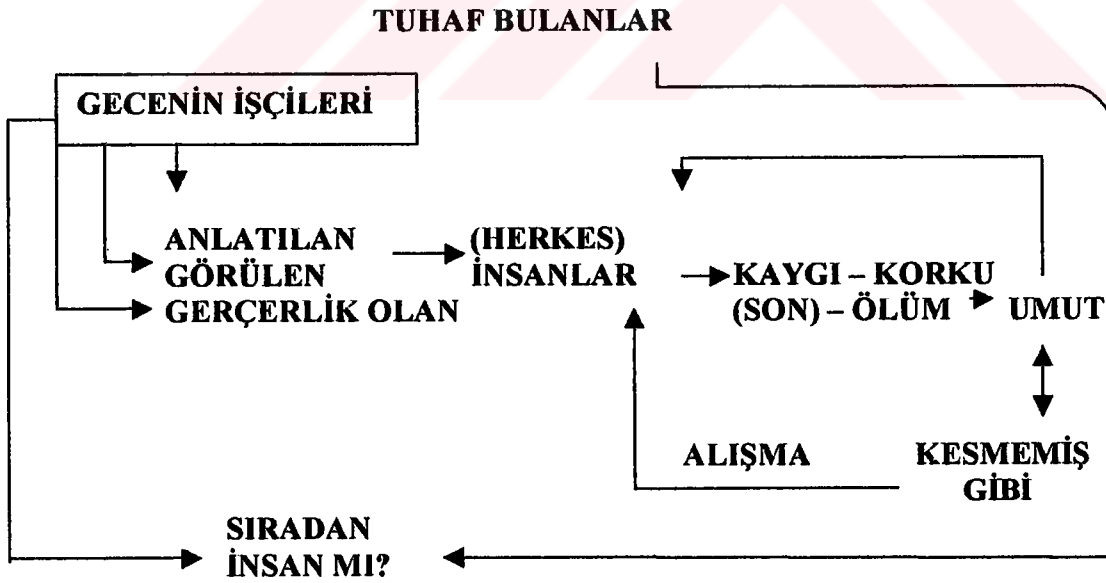 TUHAF BULANLAR
GECENİN İŞÇİLERİ
ANLATILAN
GÖRÜLEN
GERÇERLİK OLAN
(HERKES)
İNSANLAR
KAYGI – KORKU
(SON) – ÖLÜM
UMUT
ALIŞMA
KESMEMİŞ
GİBİ
SIRADAN
İNSAN MI?